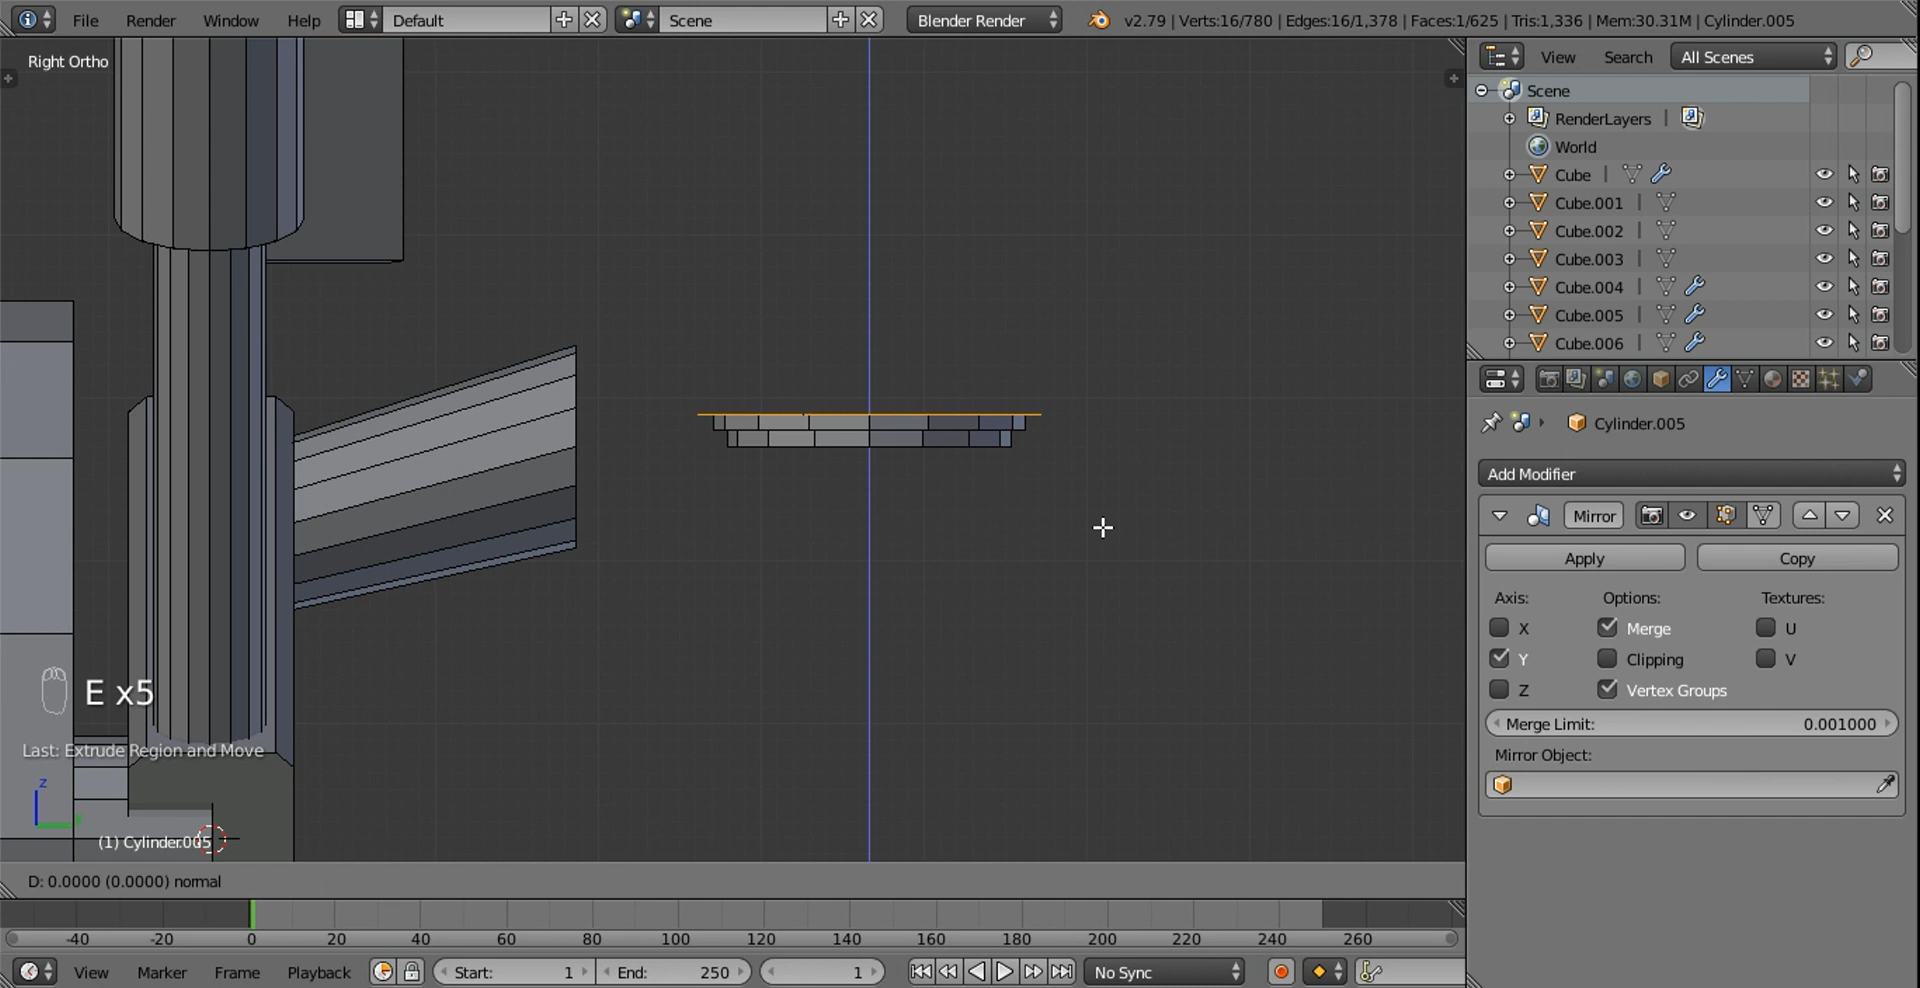 File Render Window Help Default Scene Blender Render v2.79 | Verts:16/780 | Edges:16/1,378 | Faces:1/625 | Tris:1,336 | Mem:30.31M | Cylinder.005
Right Ortho
View Search All Scenes
Scene
RenderLayers |
World
Cube |
Cube.001 |
Cube.002 |
Cube.003 |
Cube.004 |
Cube.005 |
Cube.006 |
Cylinder.005
Add Modifier
Mirror
Apply Copy
Axis: Options: Textures:
X Merge U
Y Clipping V
Z Vertex Groups
Merge Limit: 0.001000
Mirror Object:
E x5
Last: Extrude Region and Move
z
(1) Cylinder.005
D: 0.0000 (0.0000) normal
-40 -20 0 20 40 60 80 100 120 140 160 180 200 220 240 260
View Marker Frame Playback Start: 1 End: 250 1 No Sync